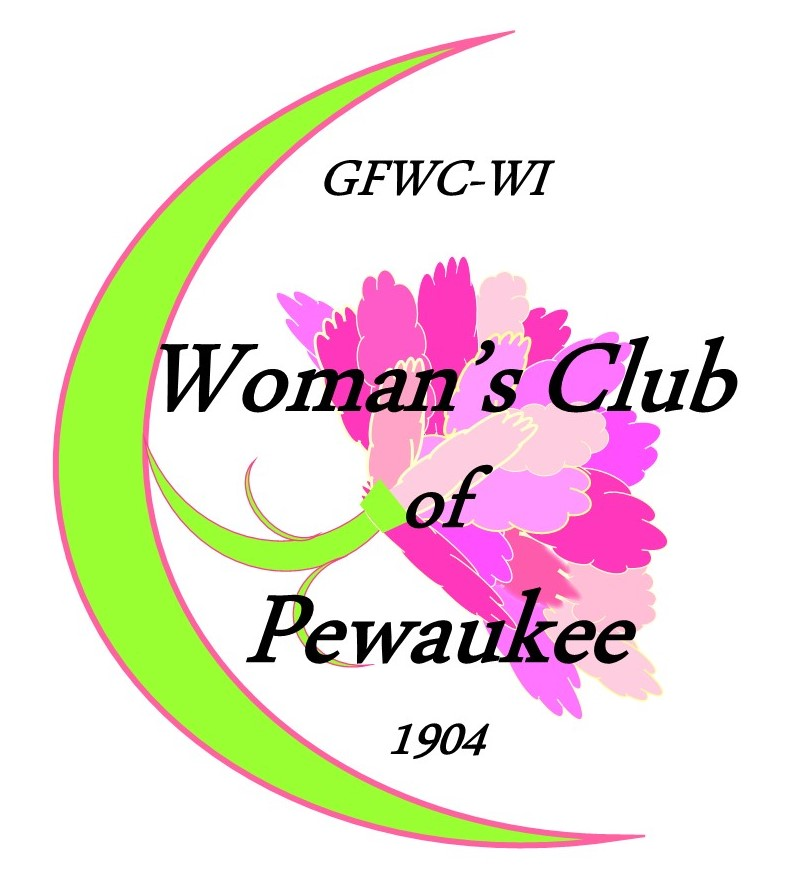 GFWC-WI
Woman's Club
of
Pewaukee
1904